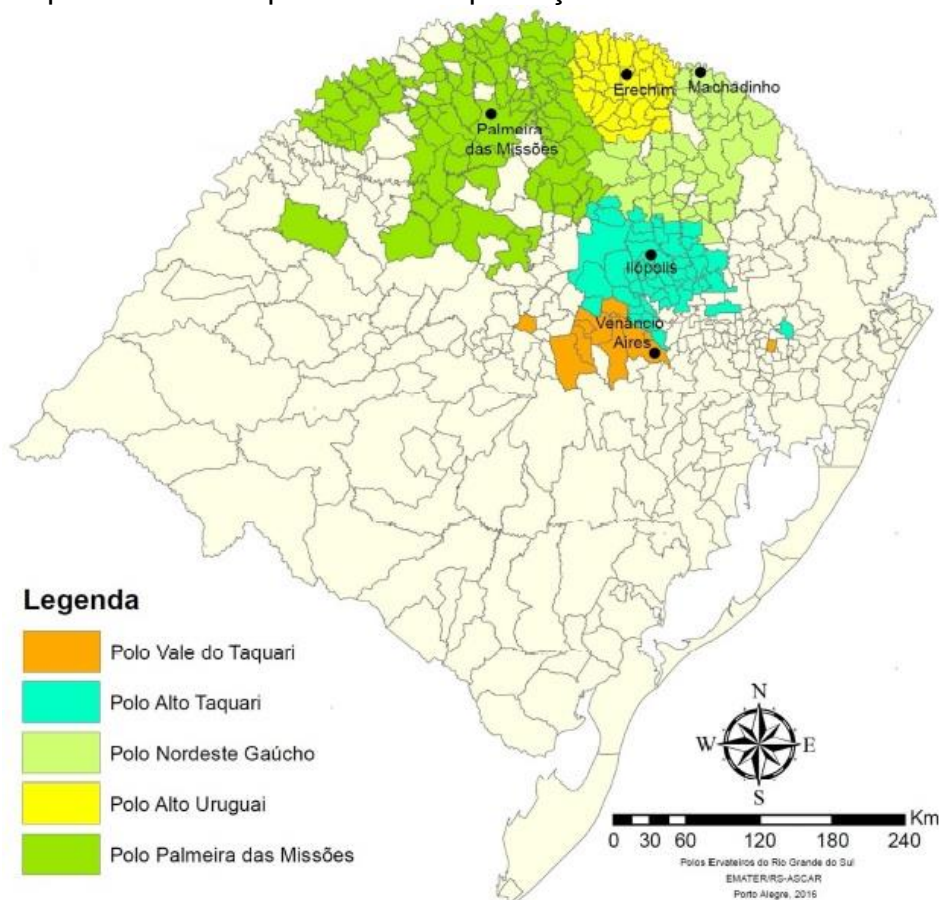 Erechim
Machadinho
Palmeira
das Missões
Ilópolis
Venâncio
Aires
Legenda
Polo Vale do Taquari
Polo Alto Taquari
Polo Nordeste Gaúcho
Polo Alto Uruguai
Polo Palmeira das Missões
N
W
E
S
Km
0 30 60 120 180 240
Polos Ervateiros do Rio Grande do Sul
EMATER/RS-ASCAR
Porto Alegre, 2016